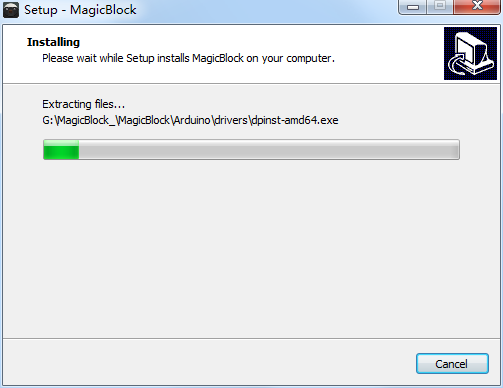 Setup - MagicBlock
Installing
Please wait while Setup installs MagicBlock on your computer.
Extracting files...
G:\MagicBlock_\MagicBlock\Arduino\drivers\dpinst-amd64.exe
Cancel